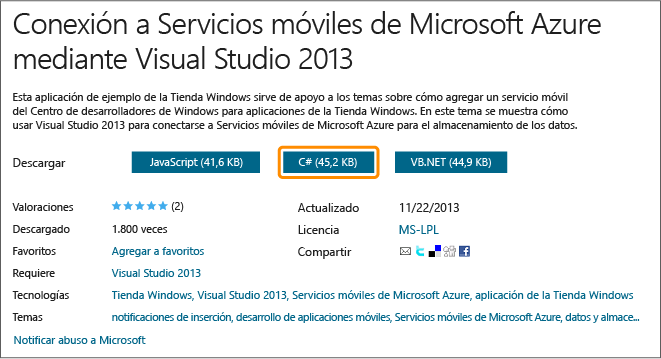 Conexión a Servicios móviles de Microsoft Azure
mediante Visual Studio 2013
Esta aplicación de ejemplo de la Tienda Windows sirve de apoyo a los temas sobre cómo agregar un servicio móvil
del Centro de desarrolladores de Windows para aplicaciones de la Tienda Windows. En este tema se muestra cómo
usar Visual Studio 2013 para conectarse a Servicios móviles de Microsoft Azure para el almacenamiento de los datos.
Descargar JavaScript (41,6 KB) C# (45,2 KB) VB.NET (44,9 KB)
Valoraciones (2) Actualizado 11/22/2013
Descargado 1.800 veces Licencia MS-LPL
Favoritos Agregar a favoritos Compartir
Requiere Visual Studio 2013
Tecnologías Tienda Windows, Visual Studio 2013, Servicios móviles de Microsoft Azure, aplicación de la Tienda Windows
Temas notificaciones de inserción, desarrollo de aplicaciones móviles, Servicios móviles de Microsoft Azure, datos y almace...
Notificar abuso a Microsoft